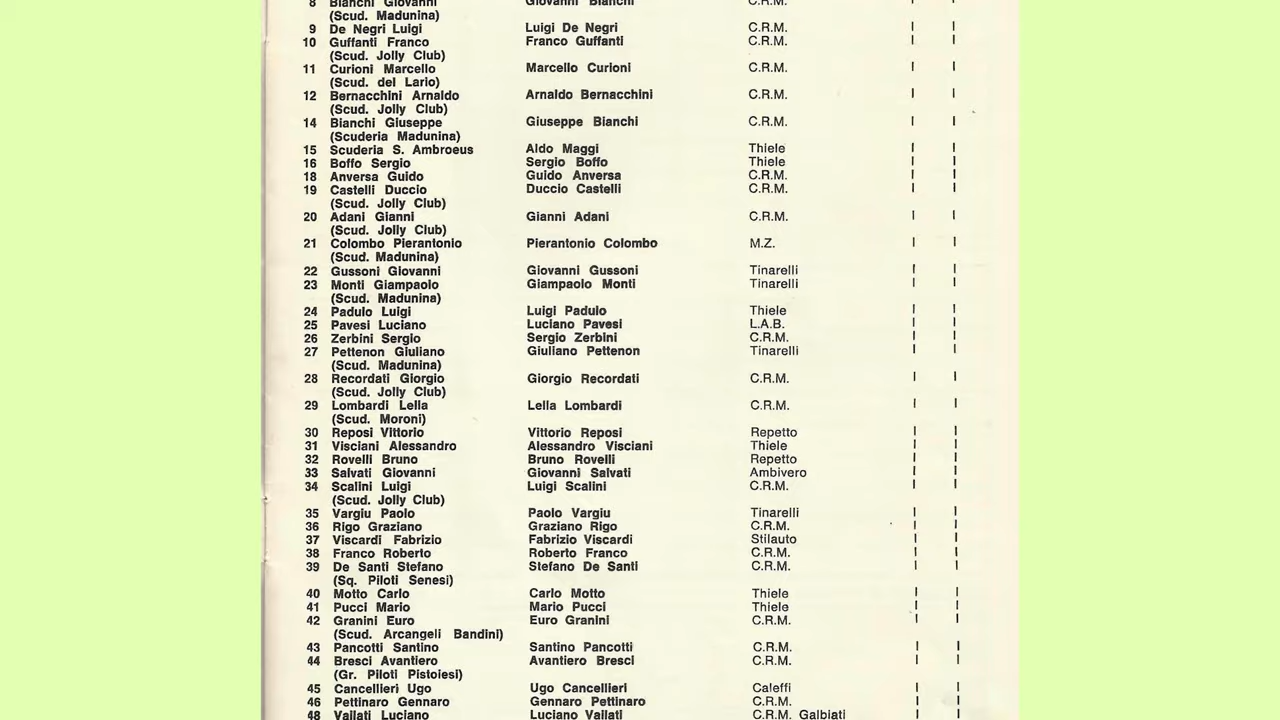 8 Bianchi Giovanni Giovanni Bianchi C.R.M.
(Scud. Madunina)
9 De Negri Luigi Luigi De Negri C.R.M. I I
10 Guffanti Franco Franco Guffanti C.R.M. I I
(Scud. Jolly Club)
11 Curioni Marcello Marcello Curioni C.R.M. I I
(Scud. del Lario)
12 Bernacchini Arnaldo Arnaldo Bernacchini C.R.M. I I
(Scud. Jolly Club)
14 Bianchi Giuseppe Giuseppe Bianchi C.R.M. I I
(Scuderia Madunina)
15 Scuderia S. Ambroeus Aldo Maggi Thiele I I
16 Boffo Sergio Sergio Boffo Thiele I I
18 Anversa Guido Guido Anversa C.R.M. I I
19 Castelli Duccio Duccio Castelli C.R.M. I I
(Scud. Jolly Club)
20 Adani Gianni Gianni Adani C.R.M. I I
(Scud. Jolly Club)
21 Colombo Pierantonio Pierantonio Colombo M.Z. I I
(Scud. Madunina)
22 Gussoni Giovanni Giovanni Gussoni Tinarelli I I
23 Monti Giampaolo Giampaolo Monti Tinarelli I I
(Scud. Madunina)
24 Padulo Luigi Luigi Padulo Thiele I I
25 Pavesi Luciano Luciano Pavesi L.A.B. I I
26 Zerbini Sergio Sergio Zerbini C.R.M. I I
27 Pettenon Giuliano Giuliano Pettenon Tinarelli I I
(Scud. Madunina)
28 Recordati Giorgio Giorgio Recordati C.R.M. I I
(Scud. Jolly Club)
29 Lombardi Lella Lella Lombardi C.R.M. I I
(Scud. Moroni)
30 Reposi Vittorio Vittorio Reposi Repetto I I
31 Visciani Alessandro Alessandro Visciani Thiele I I
32 Rovelli Bruno Bruno Rovelli Repetto I I
33 Salvati Giovanni Giovanni Salvati Ambivero I I
34 Scalini Luigi Luigi Scalini C.R.M. I I
(Scud. Jolly Club)
35 Vargiu Paolo Paolo Vargiu Tinarelli I I
36 Rigo Graziano Graziano Rigo C.R.M. I I
37 Viscardi Fabrizio Fabrizio Viscardi Stilauto I I
38 Franco Roberto Roberto Franco C.R.M. I I
39 De Santi Stefano Stefano De Santi C.R.M. I I
(Sq. Piloti Senesi)
40 Motto Carlo Carlo Motto Thiele I I
41 Pucci Mario Mario Pucci Thiele I I
42 Granini Euro Euro Granini C.R.M. I I
(Scud. Arcangeli Bandini)
43 Pancotti Santino Santino Pancotti C.R.M. I I
44 Bresci Avantiero Avantiero Bresci C.R.M. I I
(Gr. Piloti Pistoiesi)
45 Cancellieri Ugo Ugo Cancellieri Caleffi I I
46 Pettinaro Gennaro Gennaro Pettinaro C.R.M. I I
48 Vailati Luciano Luciano Vailati C.R.M. Galbiati I I